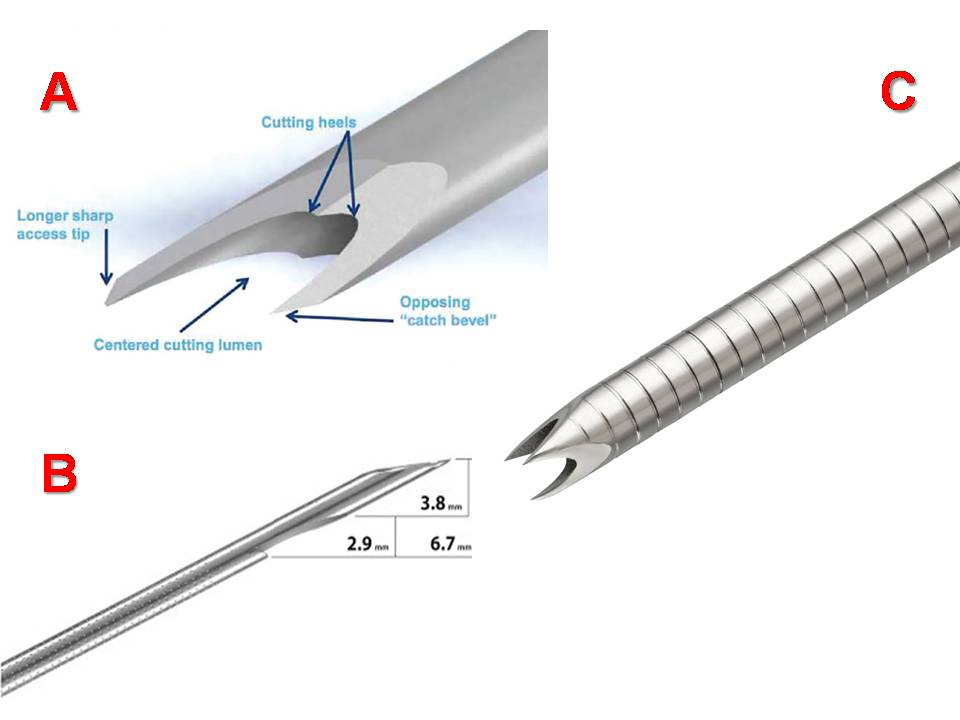 A
C
Cutting heels
Longer sharp
access tip
Opposing
“catch bevel”
Centered cutting lumen
B
3.8 mm
2.9 mm
6.7 mm